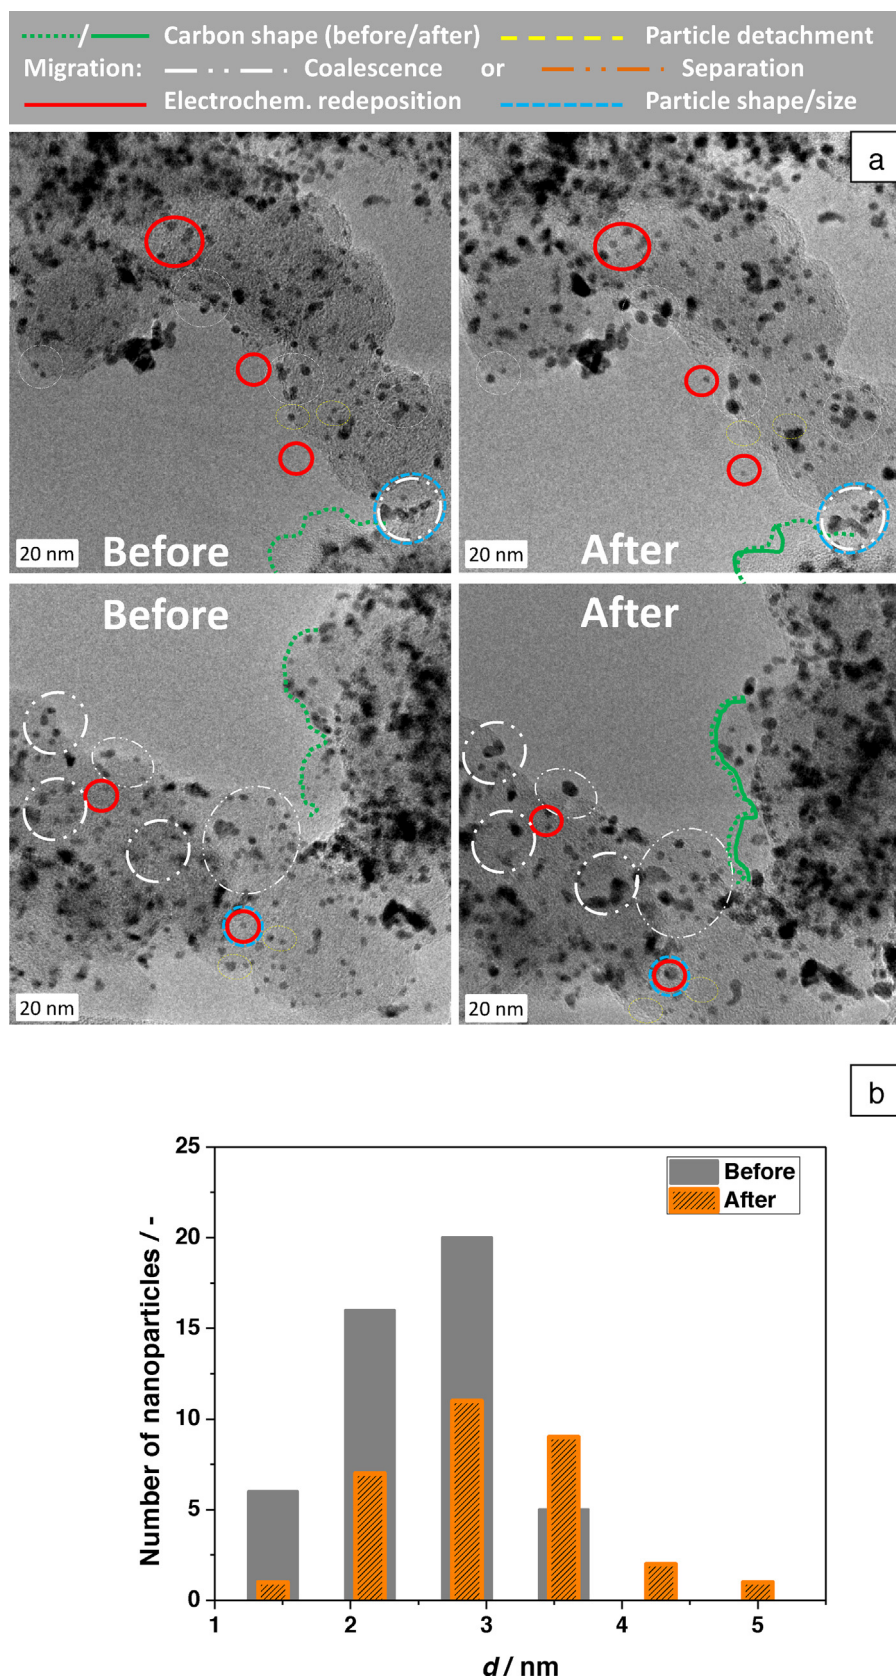 Carbon shape (before/after) Particle detachment
Migration: Coalescence or Separation
Electrochem. redeposition Particle shape/size
a
20 nm Before
20 nm After
Before
After
20 nm
20 nm
b
25
20
15
10
5
0
Number of nanoparticles / -
Before
After
1 2 3 4 5
d / nm